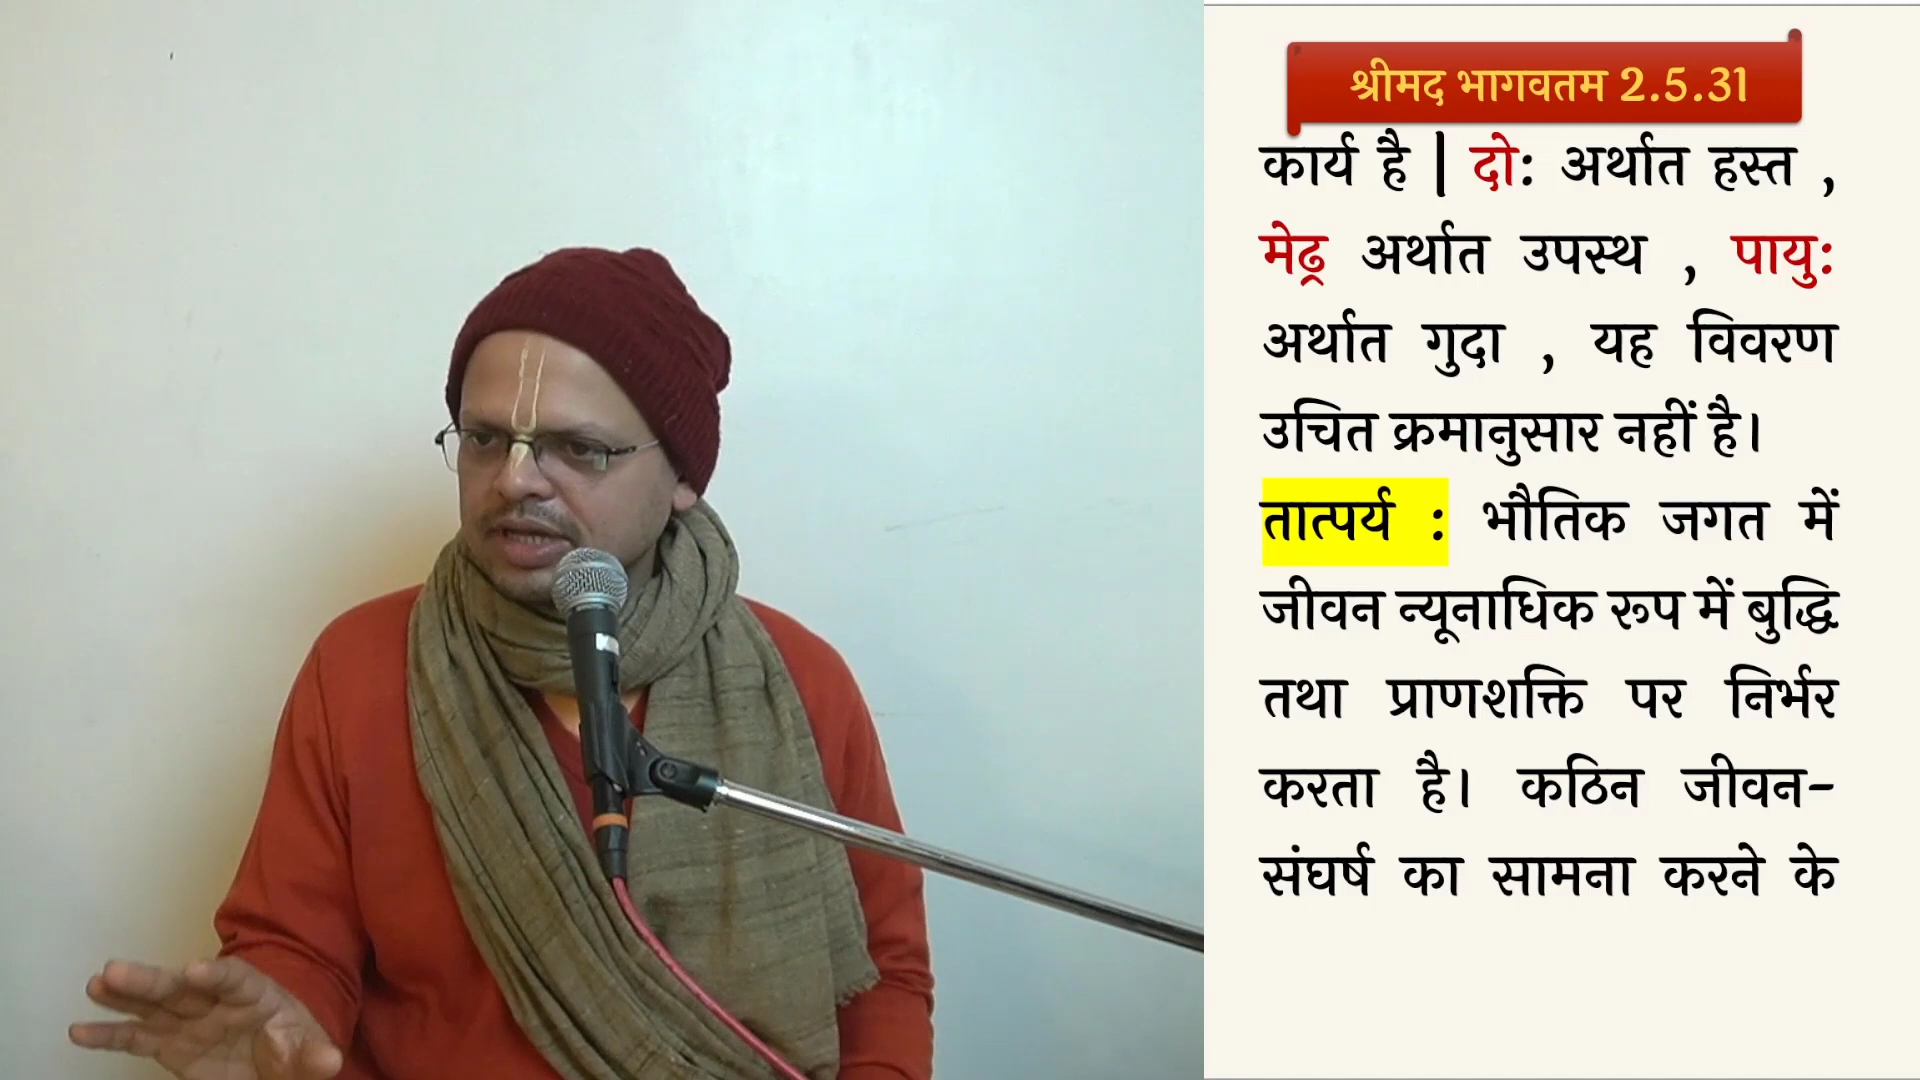 श्रीमद भागवतम 2.5.31
कार्य है | दो: अर्थात हस्त ,
मेढ्र अर्थात उपस्थ , पायु:
अर्थात गुदा , यह विवरण
उचित क्रमानुसार नहीं है।
तात्पर्य : भौतिक जगत में
जीवन न्यूनाधिक रूप में बुद्धि
तथा प्राणशक्ति पर निर्भर
करता है। कठिन जीवन-
संघर्ष का सामना करने के